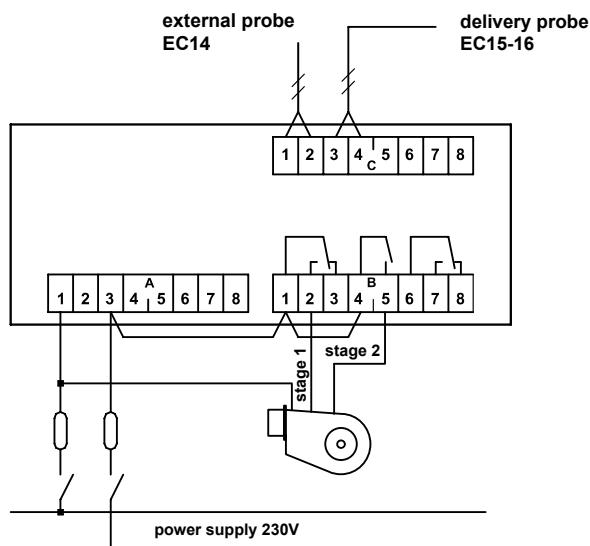 external probe
EC14
delivery probe
EC15-16
1 2 3 4 5 6 7 8
C
A
1 2 3 4 5 6 7 8
B
1 2 3 4 5 6 7 8
stage 1
stage 2
power supply 230V